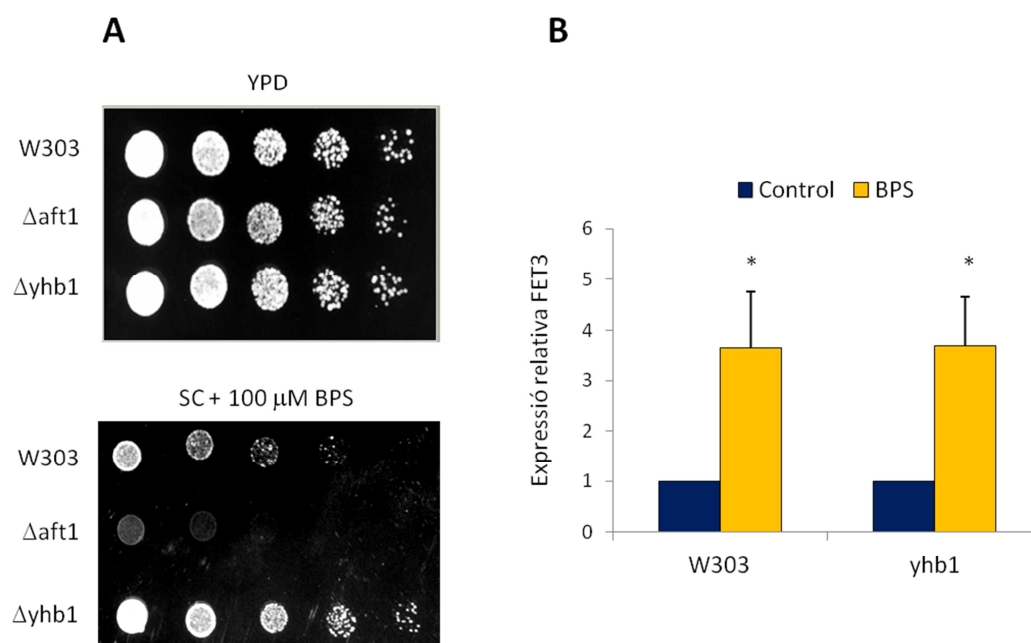 A
YPD
W303
Δaft1
Δyhb1
SC + 100 μM BPS
W303
Δaft1
Δyhb1
B
Control BPS
Expressió relativa FET3
6
5
4
3
2
1
0
* *
W303 yhb1